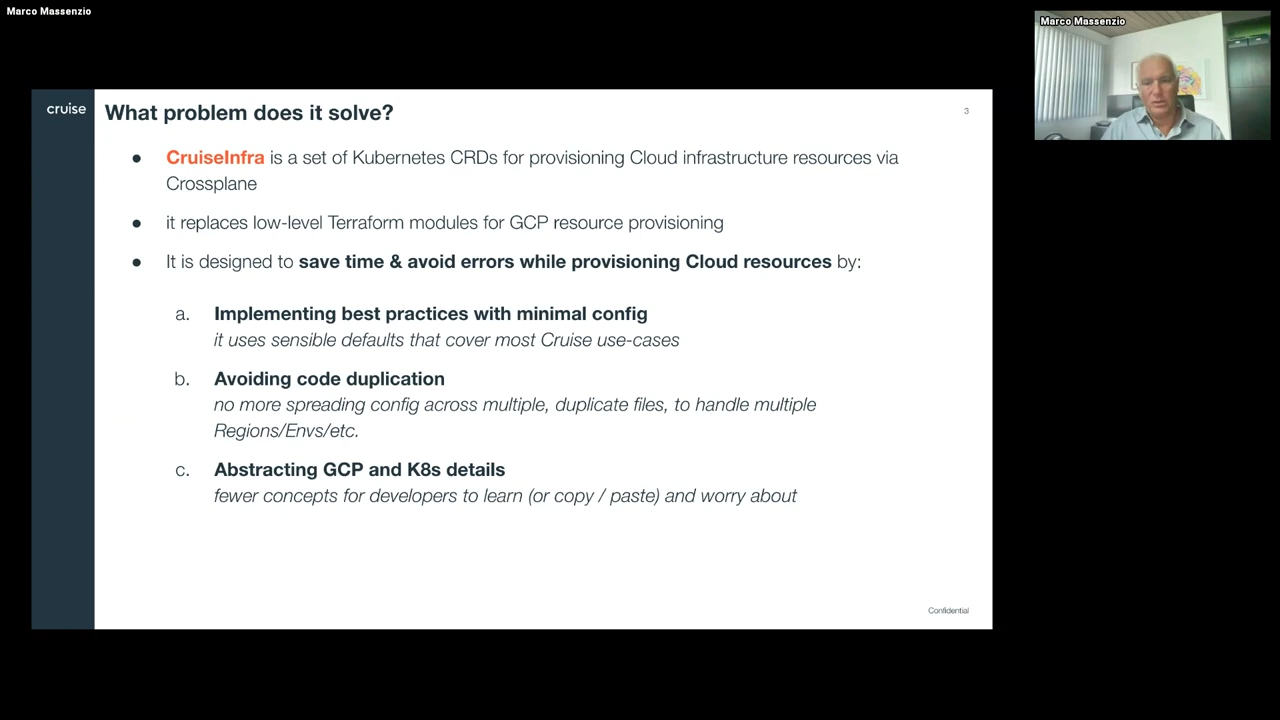 Marco Massenzio
Marco Massenzio
cruise
What problem does it solve?
3
● CruiseInfra is a set of Kubernetes CRDs for provisioning Cloud infrastructure resources via
Crossplane
● it replaces low-level Terraform modules for GCP resource provisioning
● It is designed to save time & avoid errors while provisioning Cloud resources by:
a. Implementing best practices with minimal config
it uses sensible defaults that cover most Cruise use-cases
b. Avoiding code duplication
no more spreading config across multiple, duplicate files, to handle multiple
Regions/Envs/etc.
c. Abstracting GCP and K8s details
fewer concepts for developers to learn (or copy / paste) and worry about
Confidential